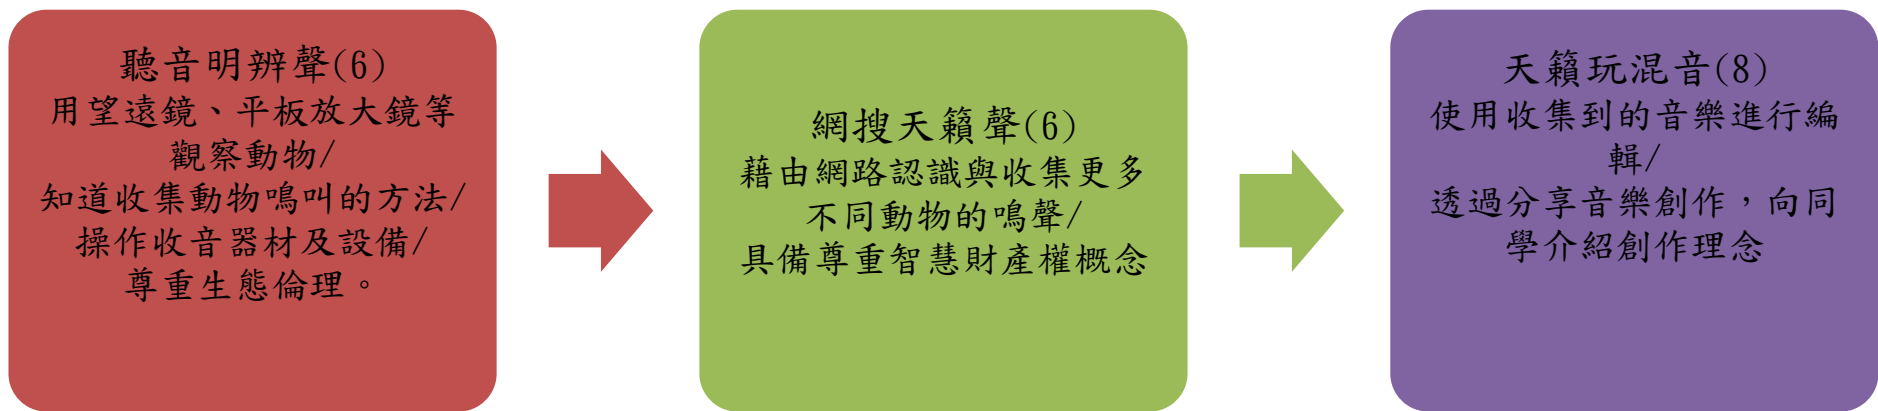 聽音明辨聲(6)
用望遠鏡、平板放大鏡等
觀察動物/
知道收集動物鳴叫的方法/
操作收音器材及設備/
尊重生態倫理。
網搜天籟聲(6)
藉由網路認識與收集更多
不同動物的鳴聲/
具備尊重智慧財產權概念
天籟玩混音(8)
使用收集到的音樂進行編
輯/
透過分享音樂創作，向同
學介紹創作理念